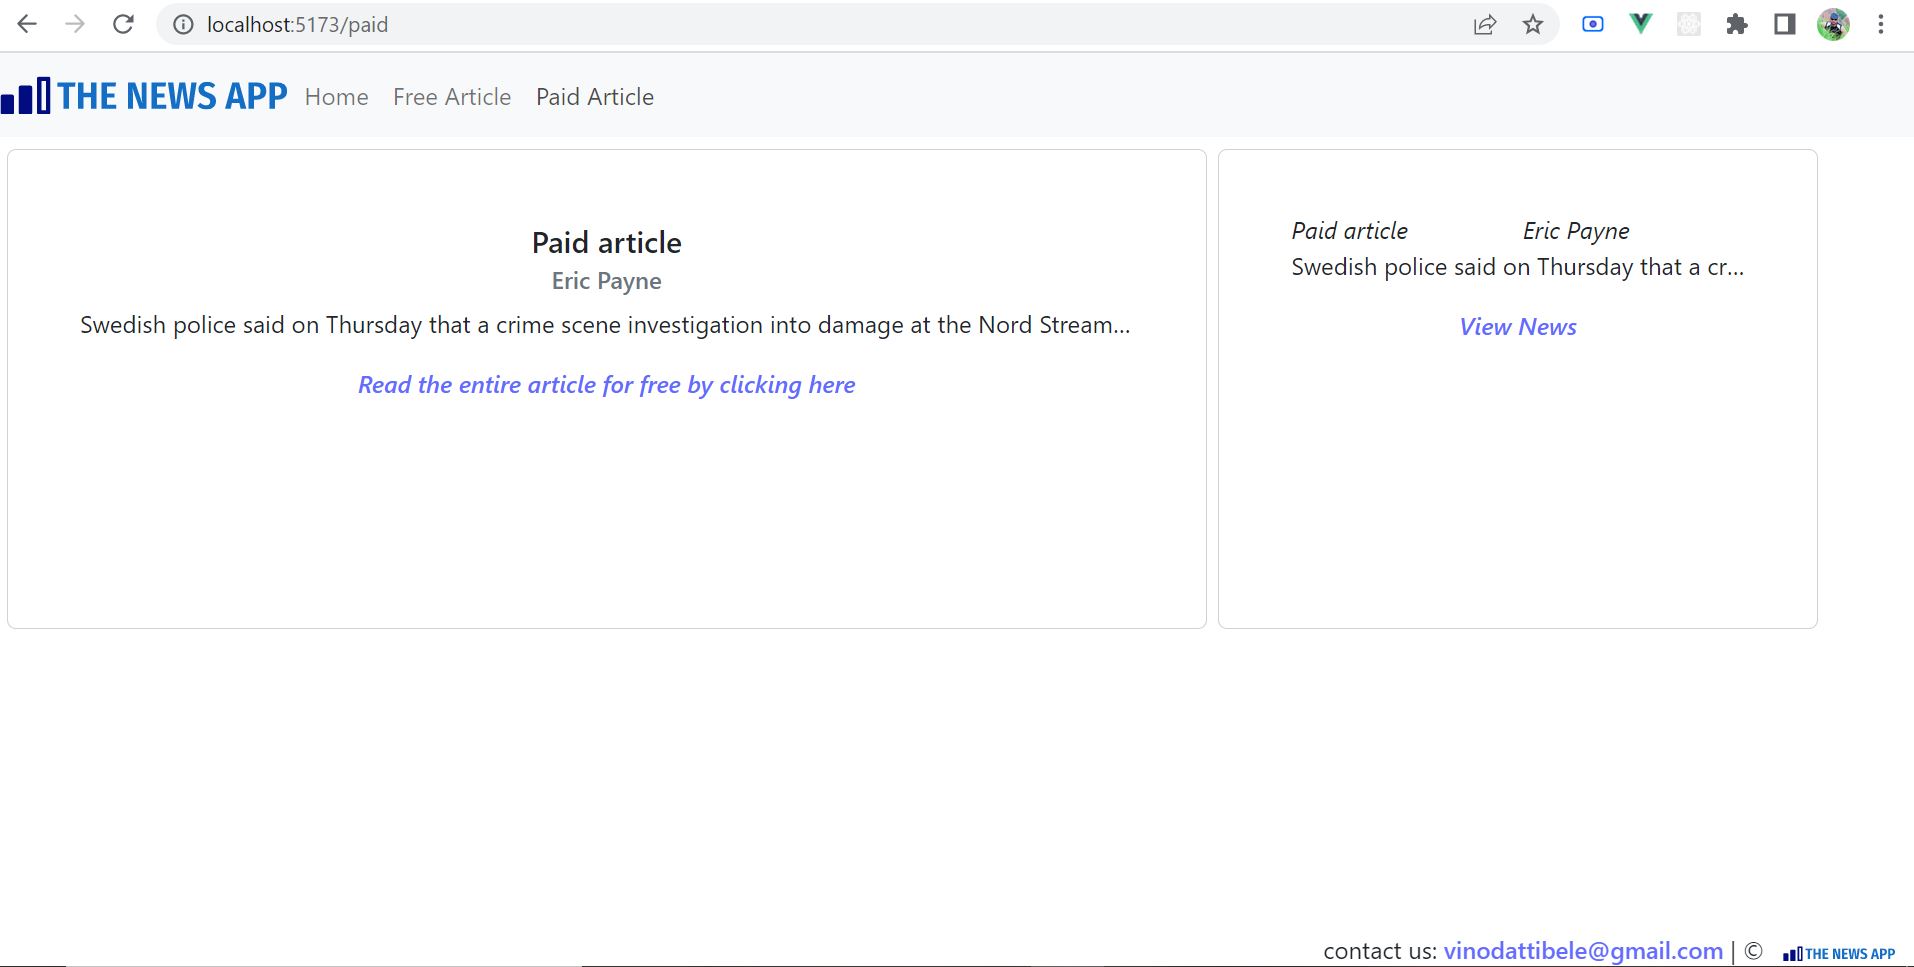 localhost:5173/paid
THE NEWS APP Home Free Article Paid Article
Paid article
Eric Payne
Swedish police said on Thursday that a crime scene investigation into damage at the Nord Stream...
Read the entire article for free by clicking here
Paid article Eric Payne
Swedish police said on Thursday that a cr...
View News
contact us: vinodattibele@gmail.com | © THE NEWS APP